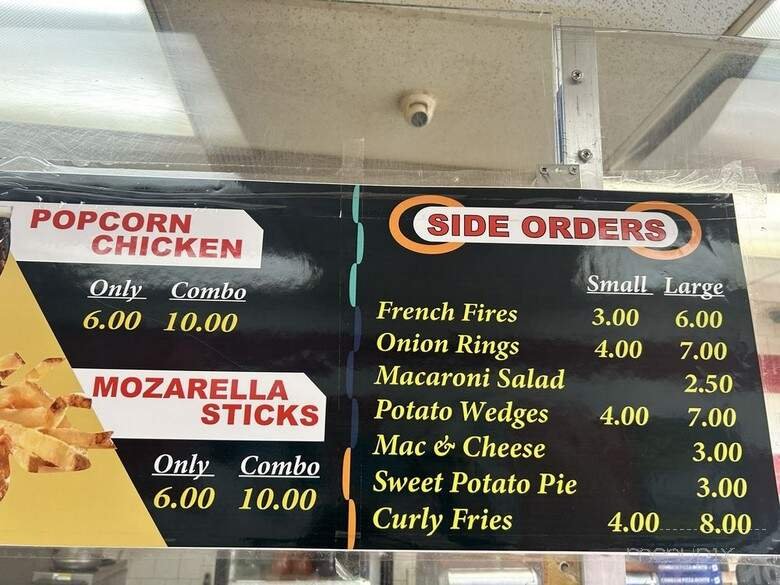 POPCORN
CHICKEN
Only Combo
6.00 10.00
MOZARELLA
STICKS
Only Combo
6.00 10.00
SIDE ORDERS
Small Large
French Fires 3.00 6.00
Onion Rings 4.00 7.00
Macaroni Salad 2.50
Potato Wedges 4.00 7.00
Mac & Cheese 3.00
Sweet Potato Pie 3.00
Curly Fries 4.00 8.00